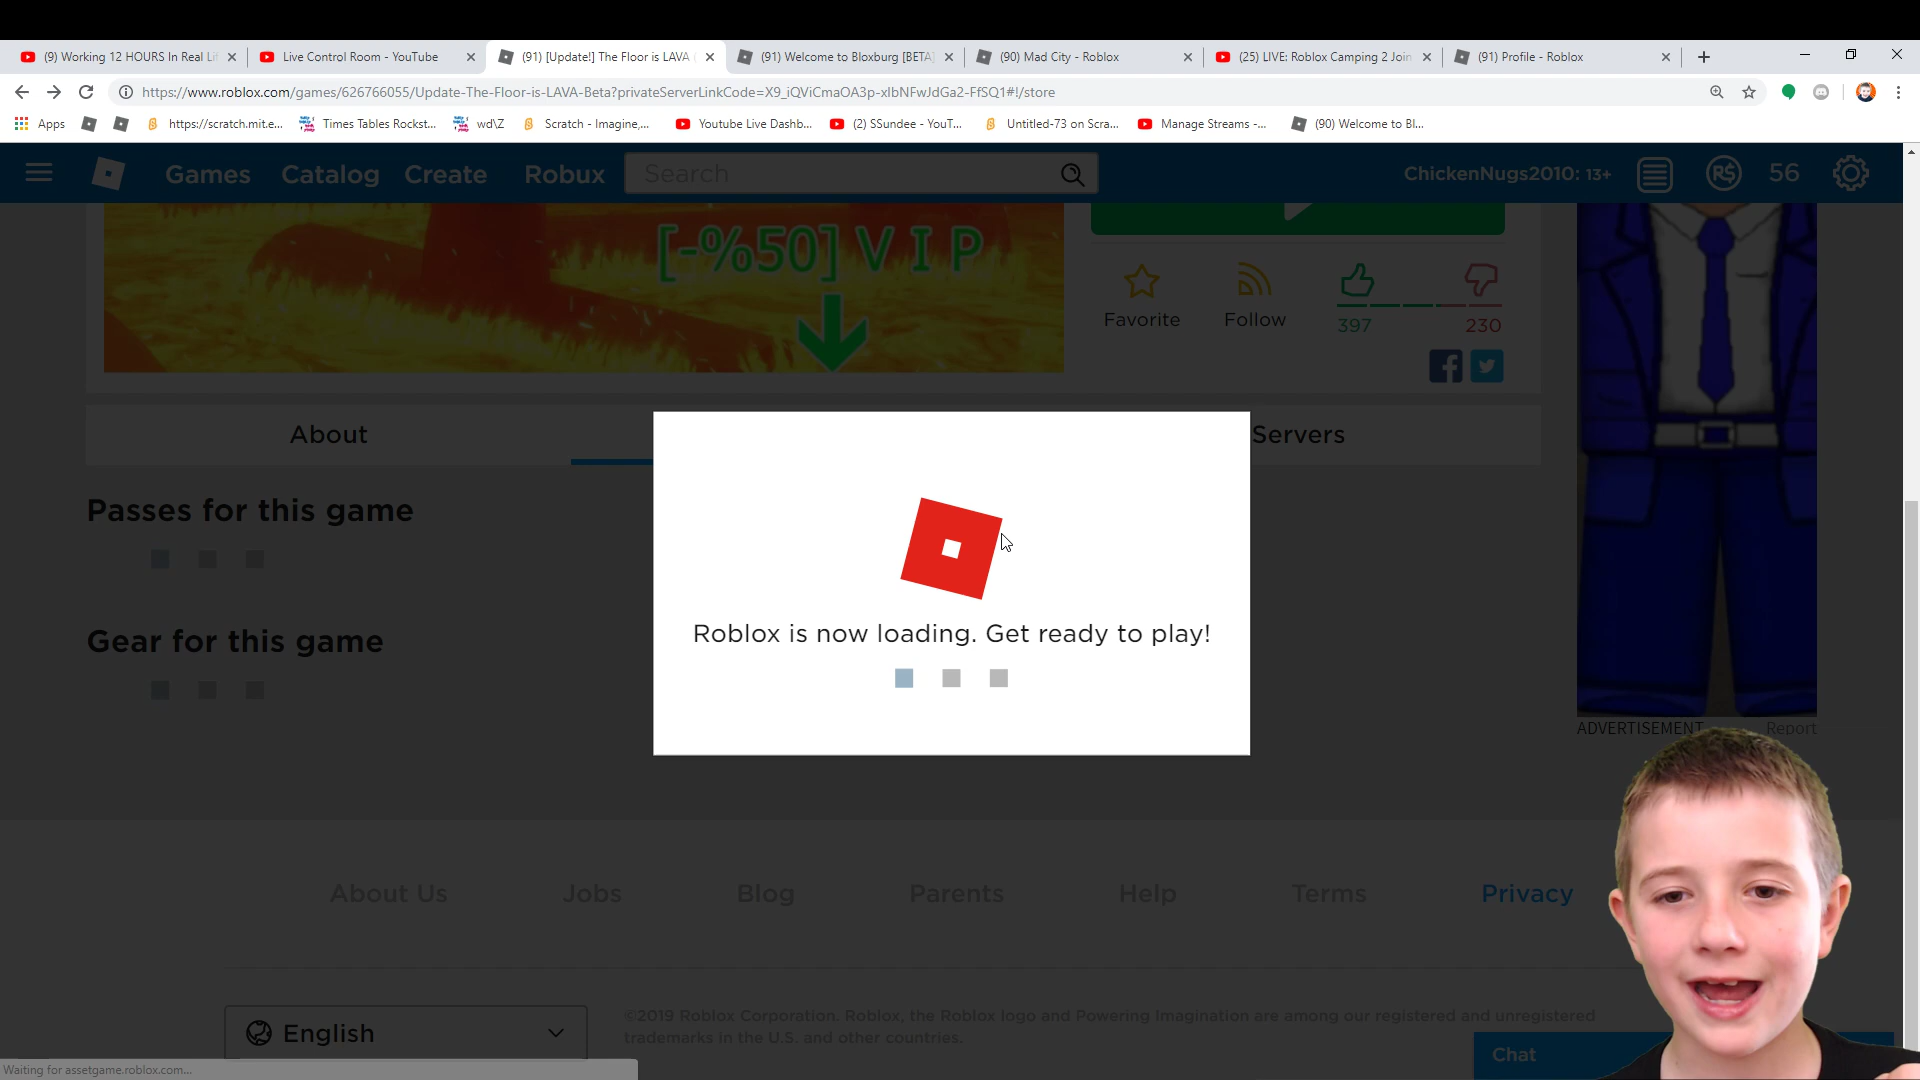 (9) Working 12 HOURS In Real Li
Live Control Room - YouTube
(91) [Update!] The Floor is LAVA
(91) Welcome to Bloxburg [BETA]
(90) Mad City - Roblox
(25) LIVE: Roblox Camping 2 Join
(91) Profile - Roblox
https://www.roblox.com/games/626766055/Update-The-Floor-is-LAVA-Beta?privateServerLinkCode=X9_iQViCmaOA3p-xIbNFwJdGa2-FfSQ1#!/store
Apps
https://scratch.mit.e...
Times Tables Rockst...
wd\Z
Scratch - Imagine,...
Youtube Live Dashb...
(2) SSundee - YouT...
Untitled-73 on Scra...
Manage Streams -...
(90) Welcome to Bl...
Games
Catalog
Create
Robux
Search
ChickenNugs2010: 13+
R$
56
[-%50] V I P
Favorite
Follow
397
230
About
Servers
Passes for this game
Gear for this game
Roblox is now loading. Get ready to play!
ADVERTISEMENT
Report
About Us
Jobs
Blog
Parents
Help
Terms
Privacy
English
©2019 Roblox Corporation. Roblox, the Roblox logo and Powering Imagination are among our registered and unregistered
trademarks in the U.S. and other countries.
Chat
Waiting for assetgame.roblox.com...